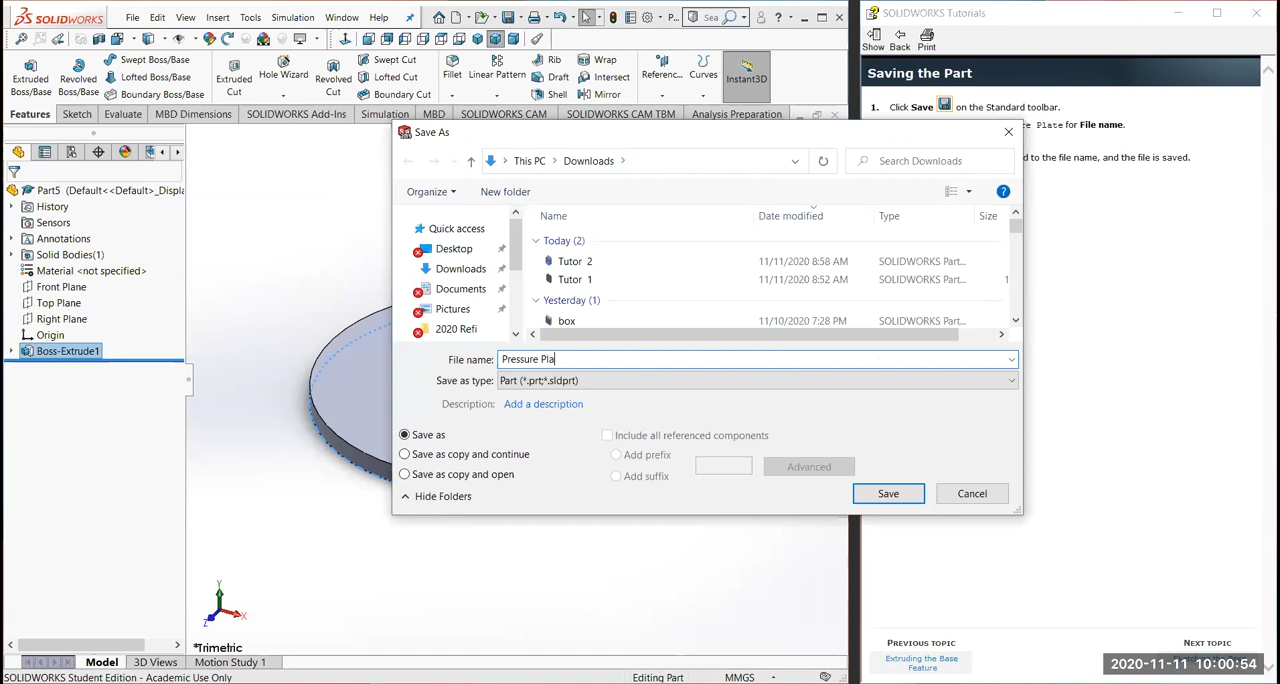 SOLIDWORKS File Edit View Insert Tools Simulation Window Help P... Sea ?
SOLIDWORKS Tutorials
Show Back Print
Extruded Boss/Base
Revolved Boss/Base
Swept Boss/Base
Lofted Boss/Base
Boundary Boss/Base
Extruded Cut
Hole Wizard
Revolved Cut
Swept Cut
Lofted Cut
Boundary Cut
Fillet
Linear Pattern
Rib
Draft
Shell
Wrap
Intersect
Mirror
Referenc...
Curves
Instant3D
Features Sketch Evaluate MBD Dimensions SOLIDWORKS Add-Ins Simulation MBD SOLIDWORKS CAM SOLIDWORKS CAM TBM Analysis Preparation
Part5 (Default<<Default>_Displa
History
Sensors
Annotations
Solid Bodies(1)
Material <not specified>
Front Plane
Top Plane
Right Plane
Origin
Boss-Extrude1
Save As
This PC > Downloads >
Search Downloads
Organize
New folder
Name Date modified Type Size
Quick access
Desktop
Downloads
Documents
Pictures
2020 Refi
Today (2)
Tutor 2 11/11/2020 8:58 AM SOLIDWORKS Part...
Tutor 1 11/11/2020 8:52 AM SOLIDWORKS Part... 1
Yesterday (1)
box 11/10/2020 7:28 PM SOLIDWORKS Part...
File name: Pressure Pla
Save as type: Part (*.prt;*.sldprt)
Description: Add a description
Save as
Save as copy and continue
Save as copy and open
Include all referenced components
Add prefix
Add suffix
Advanced
Hide Folders
Save Cancel
Saving the Part
1. Click Save on the Standard toolbar.
re Plate for File name.
d to the file name, and the file is saved.
PREVIOUS TOPIC
Extruding the Base Feature
NEXT TOPIC
2020-11-11 10:00:54
Y
X
Z
*Trimetric
Model 3D Views Motion Study 1
SOLIDWORKS Student Edition - Academic Use Only
Editing Part MMGS